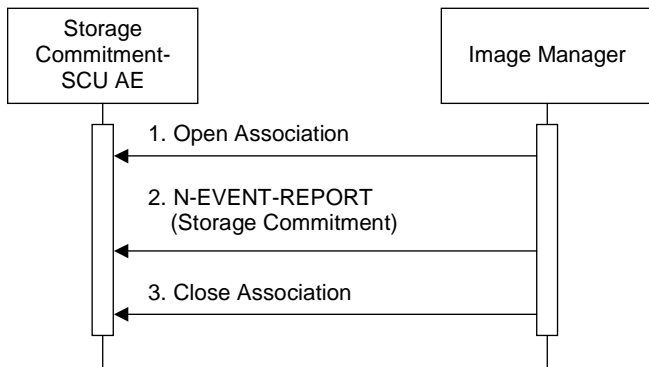 Storage
Commitment-
SCU AE
Image Manager
1. Open Association
2. N-EVENT-REPORT
(Storage Commitment)
3. Close Association